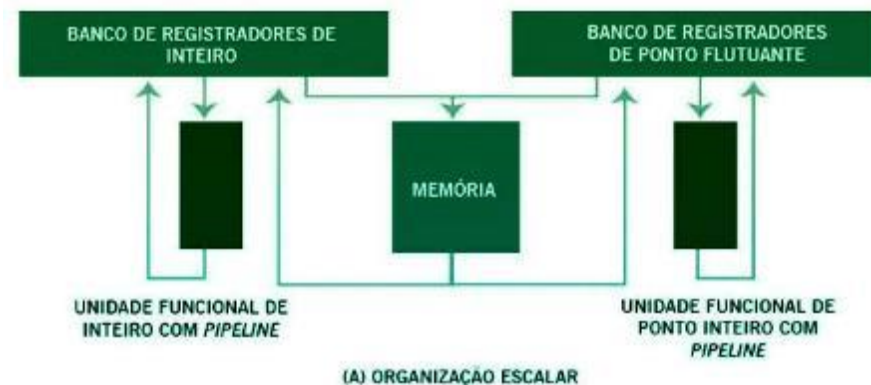 BANCO DE REGISTRADORES DE
INTEIRO
BANCO DE REGISTRADORES
DE PONTO FLUTUANTE
MEMÓRIA
UNIDADE FUNCIONAL DE
INTEIRO COM PIPELINE
UNIDADE FUNCIONAL DE
PONTO INTEIRO COM
PIPELINE
(A) ORGANIZAÇÃO ESCALAR